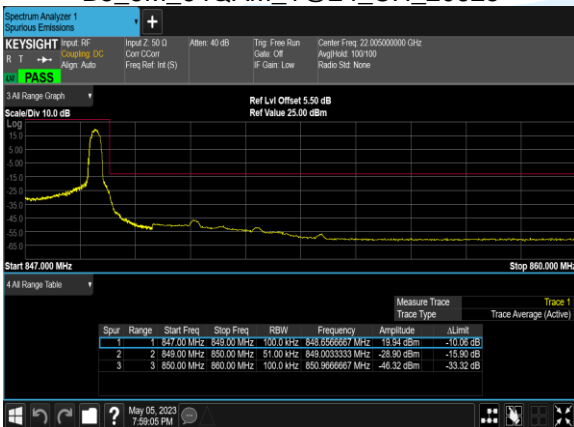 Spectrum Analyzer 1
Spurious Emissions
+
KEYSIGHT Input: RF Input Z: 50 Ω Atten: 40 dB Trig: Free Run Center Freq: 22.005000000 GHz
R T Coupling: DC Corr CCorr Gate: Off Avg|Hold: 100/100
Align: Auto Freq Ref: Int (S) IF Gain: Low Radio Std: None
PASS
3 All Range Graph
Ref Lvl Offset 5.50 dB
Scale/Div 10.0 dB Ref Value 25.00 dBm
Log
15.0
5.00
-5.00
-15.0
-25.0
-35.0
-45.0
-55.0
-65.0
Start 847.000 MHz Stop 860.000 MHz
4 All Range Table
Measure Trace Trace 1
Trace Type Trace Average (Active)
Spur Range Start Freq Stop Freq RBW Frequency Amplitude ΔLimit
1 1 847.00 MHz 849.00 MHz 100.0 kHz 848.6566667 MHz 19.94 dBm -10.06 dB
2 2 849.00 MHz 850.00 MHz 51.00 kHz 849.0033333 MHz -28.90 dBm -15.90 dB
3 3 850.00 MHz 860.00 MHz 100.0 kHz 850.9666667 MHz -46.32 dBm -33.32 dB
? May 05, 2023
7:59:05 PM